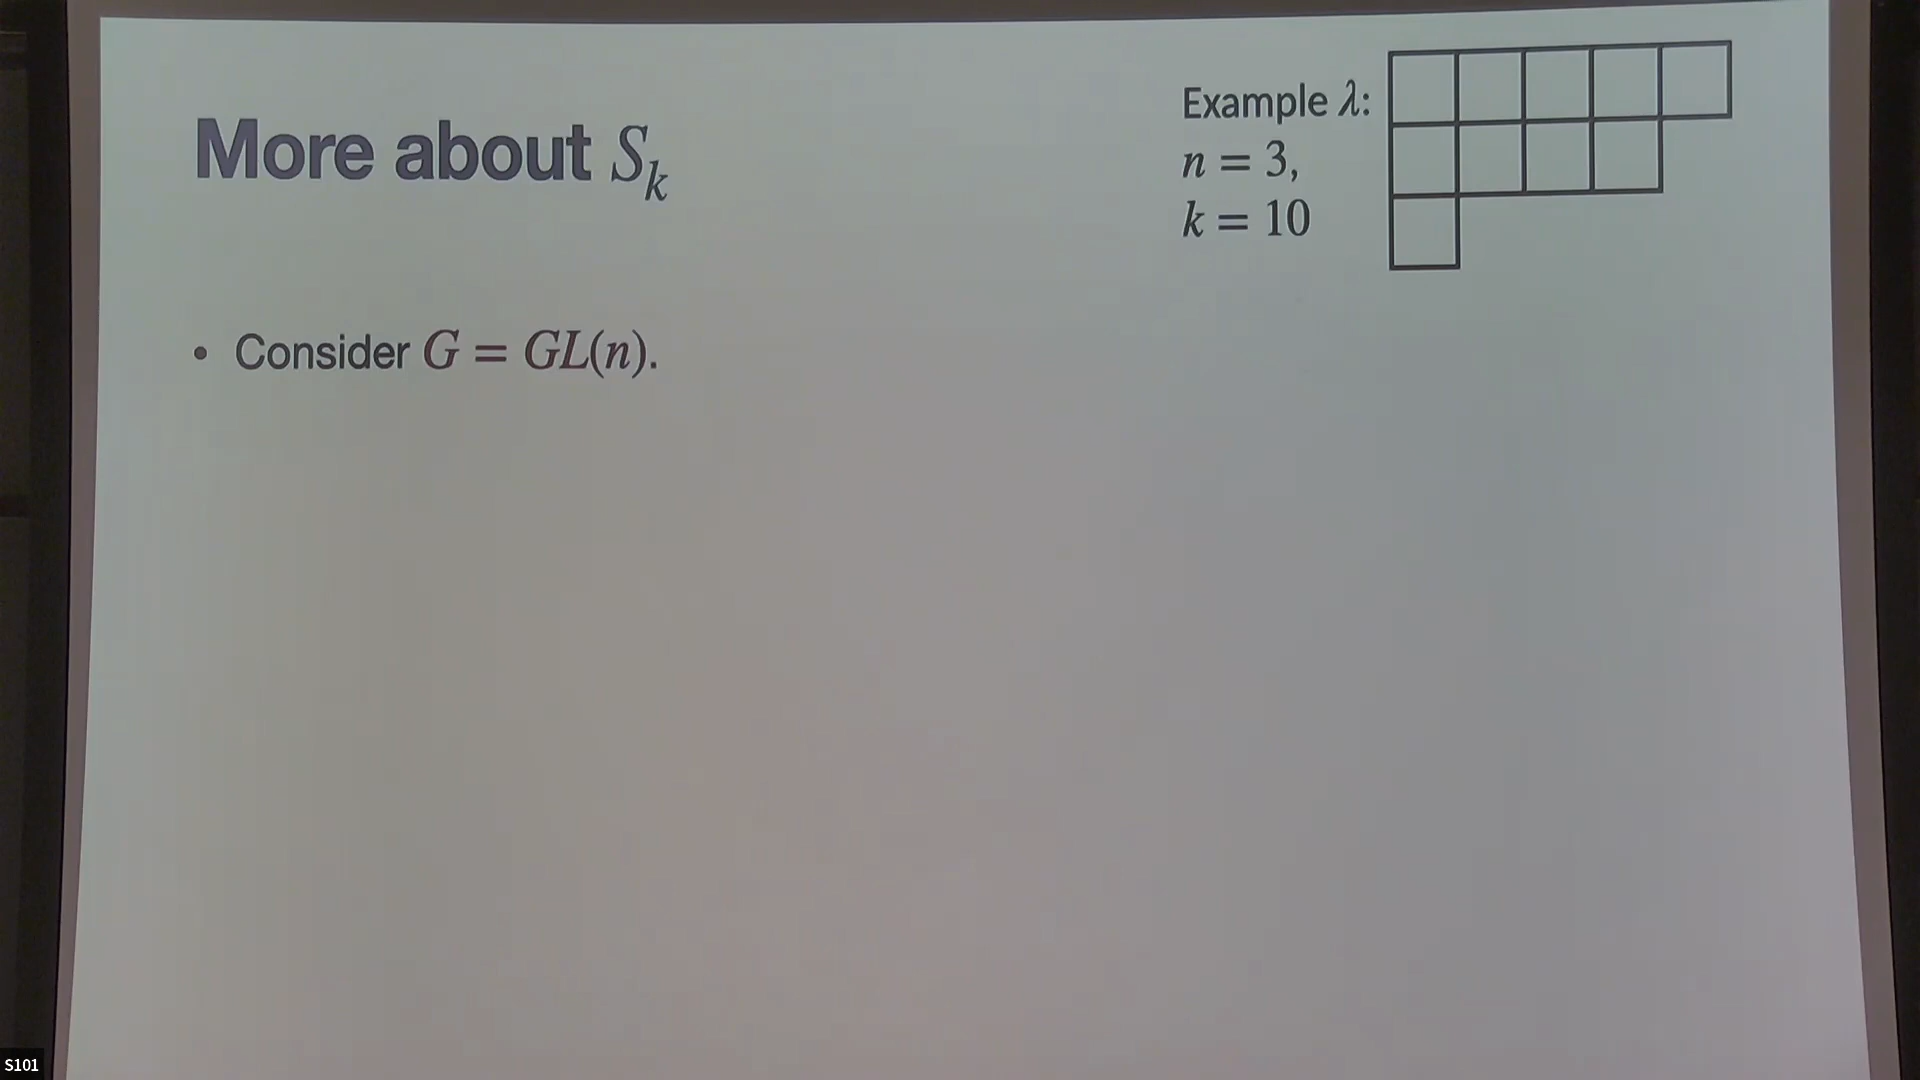 More about S_k
Example λ:
n = 3,
k = 10
• Consider G = GL(n).
S101